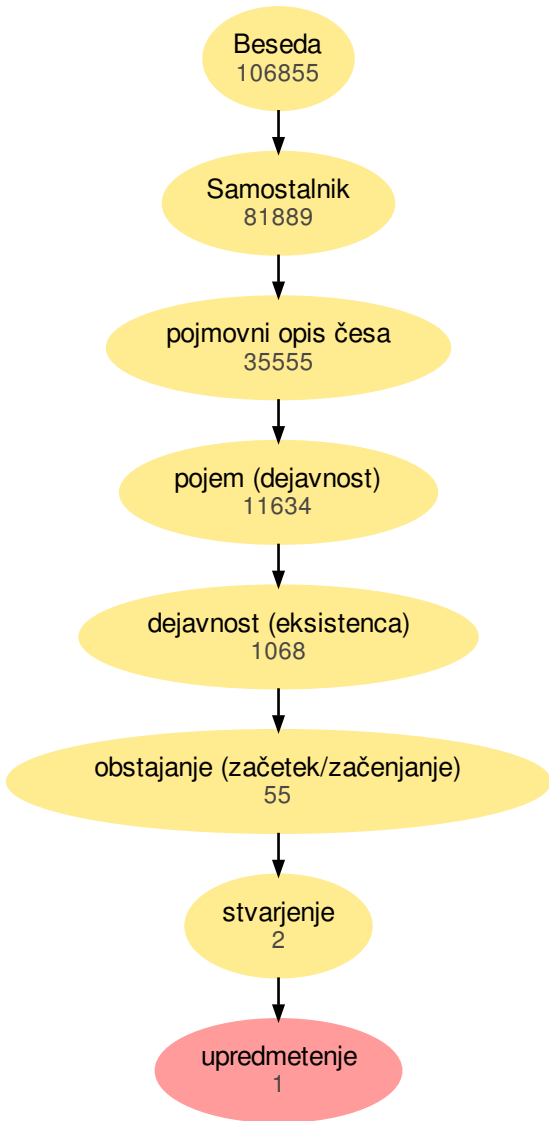 Beseda
106855
Samostalnik
81889
pojmovni opis česa
35555
pojem (dejavnost)
11634
dejavnost (eksistenca)
1068
obstajanje (začetek/začenjanje)
55
stvarjenje
2
upredmetenje
1